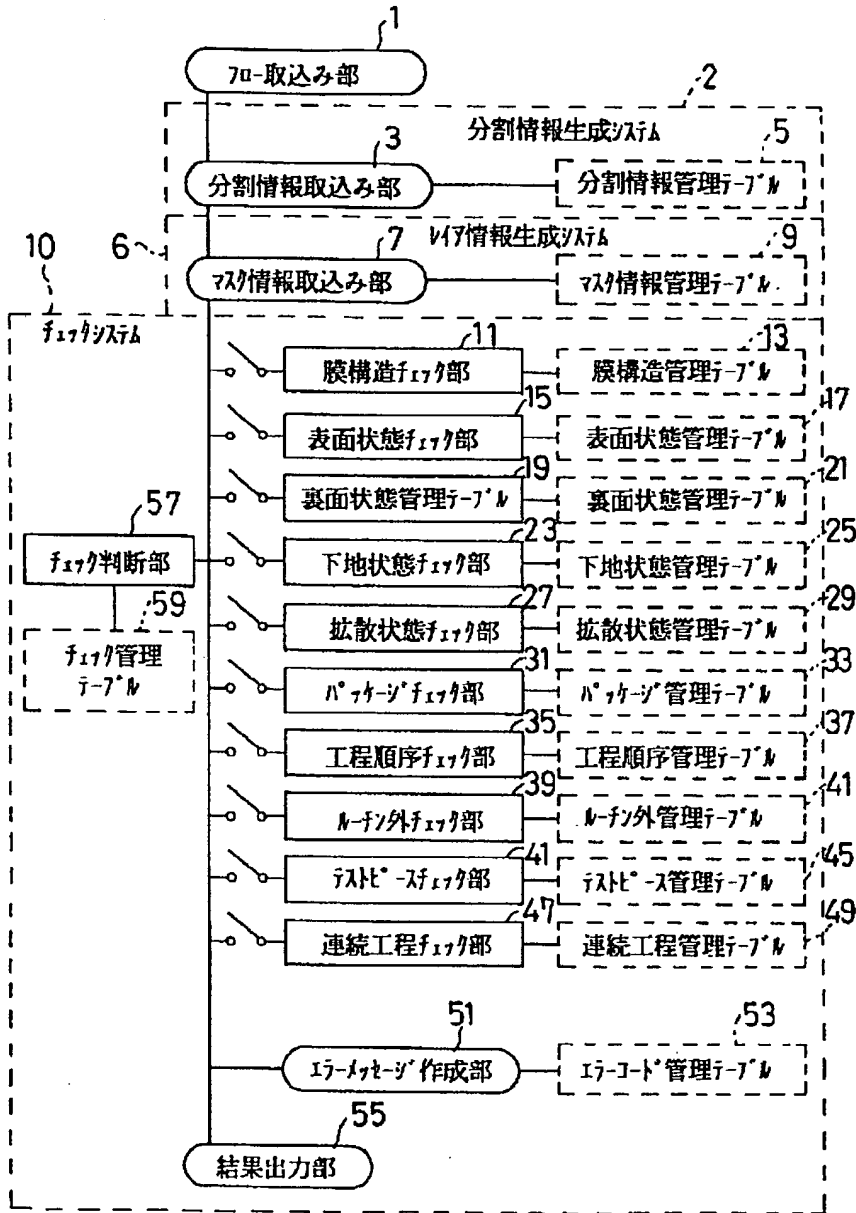 1
フロー取込み部
2
分割情報生成システム
3
5
分割情報取込み部
分割情報管理テーブル
6
レイア情報生成システム
7
9
マスク情報取込み部
マスク情報管理テーブル
10
チェックシステム
11
13
膜構造チェック部
膜構造管理テーブル
15
17
表面状態チェック部
表面状態管理テーブル
19
21
裏面状態管理テーブル
裏面状態管理テーブル
57
23
25
チェック判断部
下地状態チェック部
下地状態管理テーブル
59
27
29
チェック管理
テーブル
拡散状態チェック部
拡散状態管理テーブル
31
33
パッケージチェック部
パッケージ管理テーブル
35
37
工程順序チェック部
工程順序管理テーブル
39
41
ルーチン外チェック部
ルーチン外管理テーブル
41
45
テストピースチェック部
テストピース管理テーブル
47
49
連続工程チェック部
連続工程管理テーブル
51
53
エラーメッセージ作成部
エラーコード管理テーブル
55
結果出力部